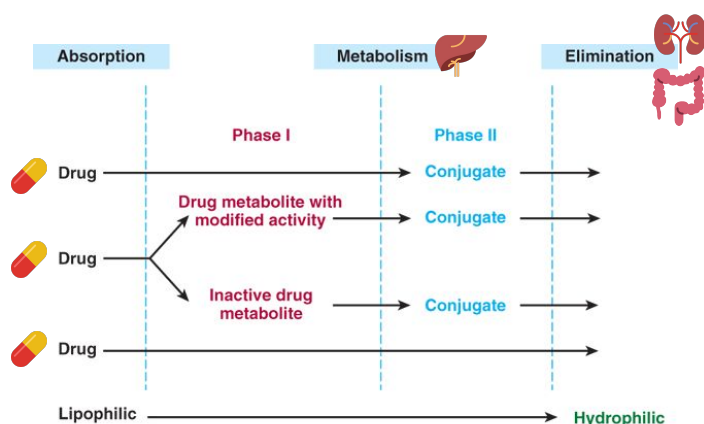 Absorption
Metabolism
Elimination
Phase I
Phase II
Drug
Conjugate
Drug metabolite with
modified activity
Conjugate
Drug
Inactive drug
metabolite
Conjugate
Drug
Lipophilic
Hydrophilic